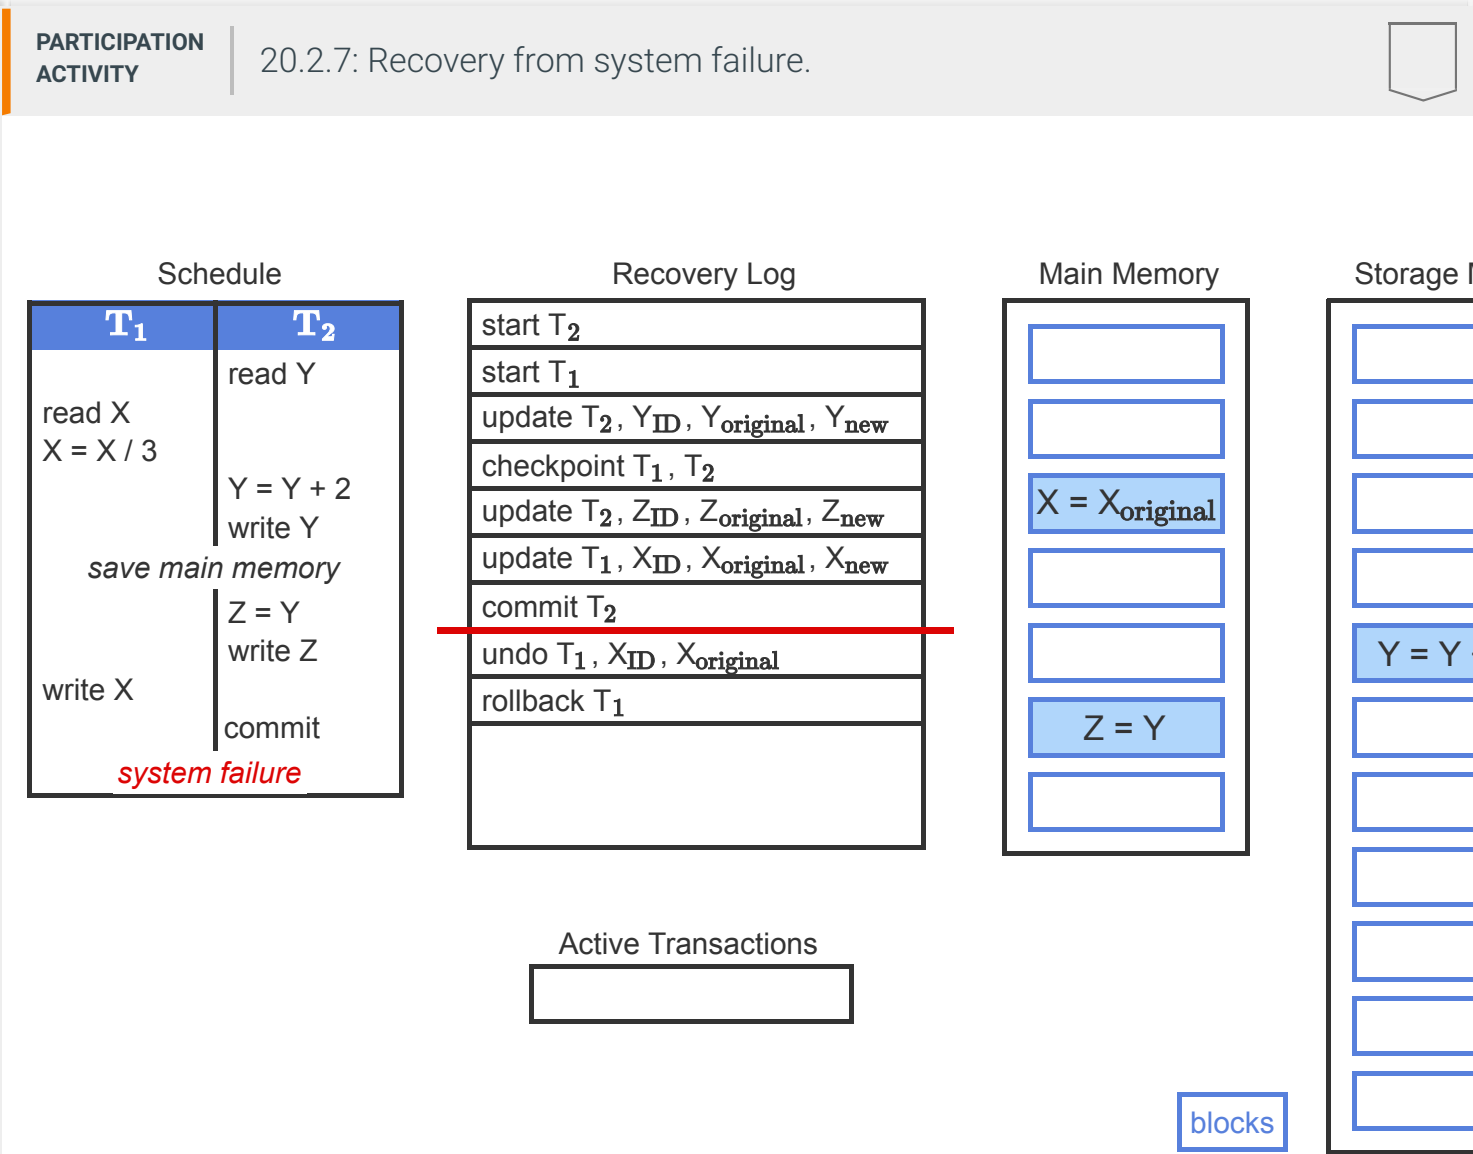 PARTICIPATION
ACTIVITY
20.2.7: Recovery from system failure.
Schedule
T1 T2
read Y
read X
X = X / 3
Y = Y + 2
write Y
save main memory
Z = Y
write Z
write X
commit
system failure
Recovery Log
start T2
start T1
update T2, YID, Yoriginal, Ynew
checkpoint T1, T2
update T2, ZID, Zoriginal, Znew
update T1, XID, Xoriginal, Xnew
commit T2
undo T1, XID, Xoriginal
rollback T1
Active Transactions
Main Memory
X = Xoriginal
Z = Y
blocks
Storage
Y = Y